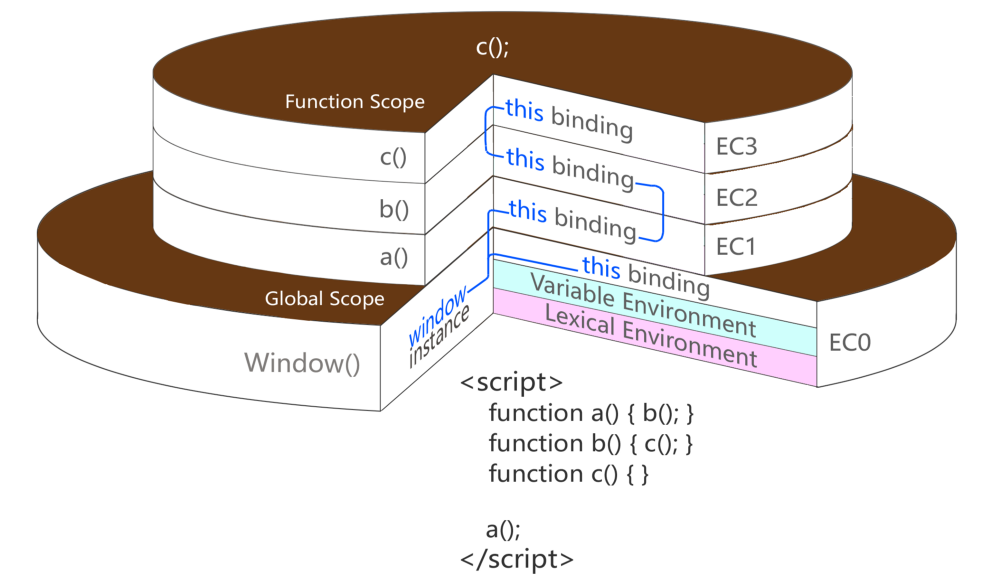 c();
Function Scope
this binding
EC3
c()
this binding
EC2
b()
this binding
EC1
a()
this binding
Global Scope
window
instance
Variable Environment
Lexical Environment
EC0
Window()
<script>
function a() { b(); }
function b() { c(); }
function c() { }
a();
</script>